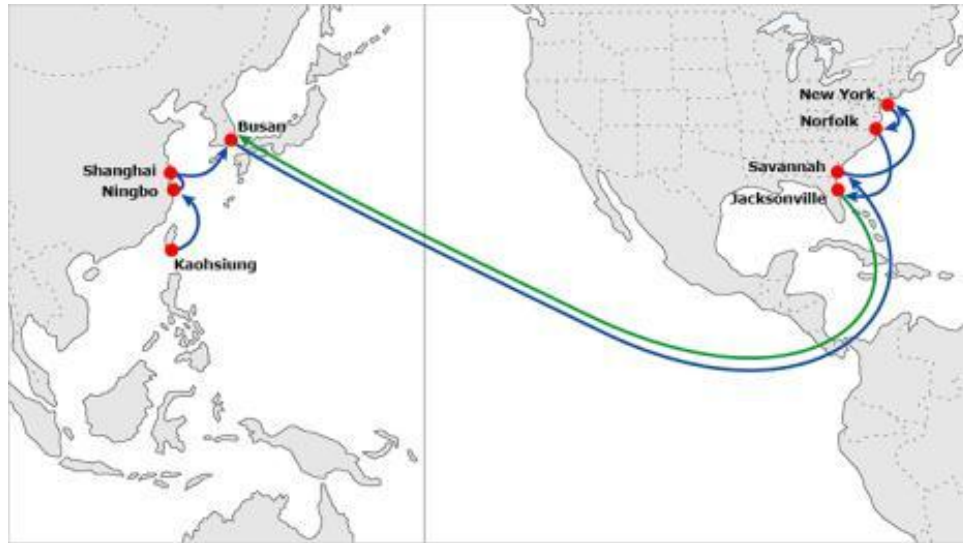 Busan
Shanghai
Ningbo
Kaohsiung
New York
Norfolk
Savannah
Jacksonville